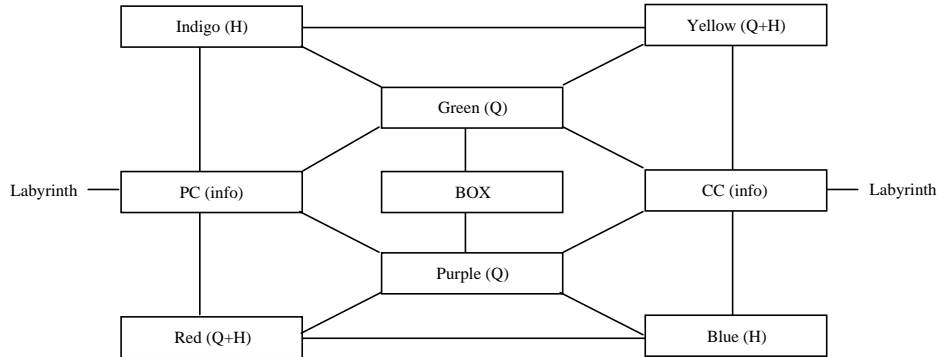 Indigo (H)
Yellow (Q+H)
Green (Q)
Labyrinth
PC (info)
BOX
CC (info)
Labyrinth
Purple (Q)
Red (Q+H)
Blue (H)